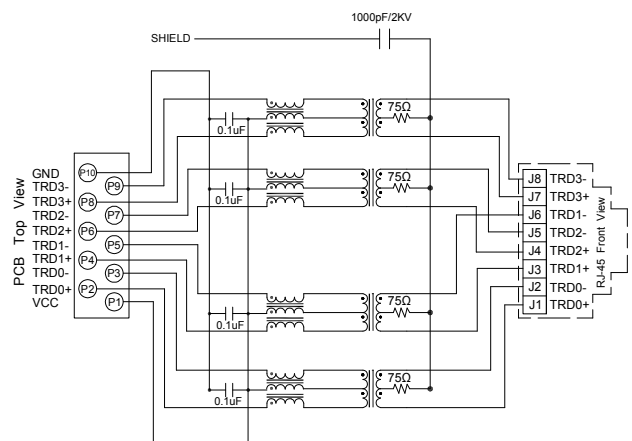 1000pF/2KV
SHIELD
75Ω
0.1uF
75Ω
0.1uF
75Ω
0.1uF
75Ω
0.1uF
PCB Top View
GND
TRD3-
TRD3+
TRD2-
TRD2+
TRD1-
TRD1+
TRD0-
TRD0+
VCC
P10
P9
P8
P7
P6
P5
P4
P3
P2
P1
J8 TRD3-
J7 TRD3+
J6 TRD1-
J5 TRD2-
J4 TRD2+
J3 TRD1+
J2 TRD0-
J1 TRD0+
RJ-45 Front View